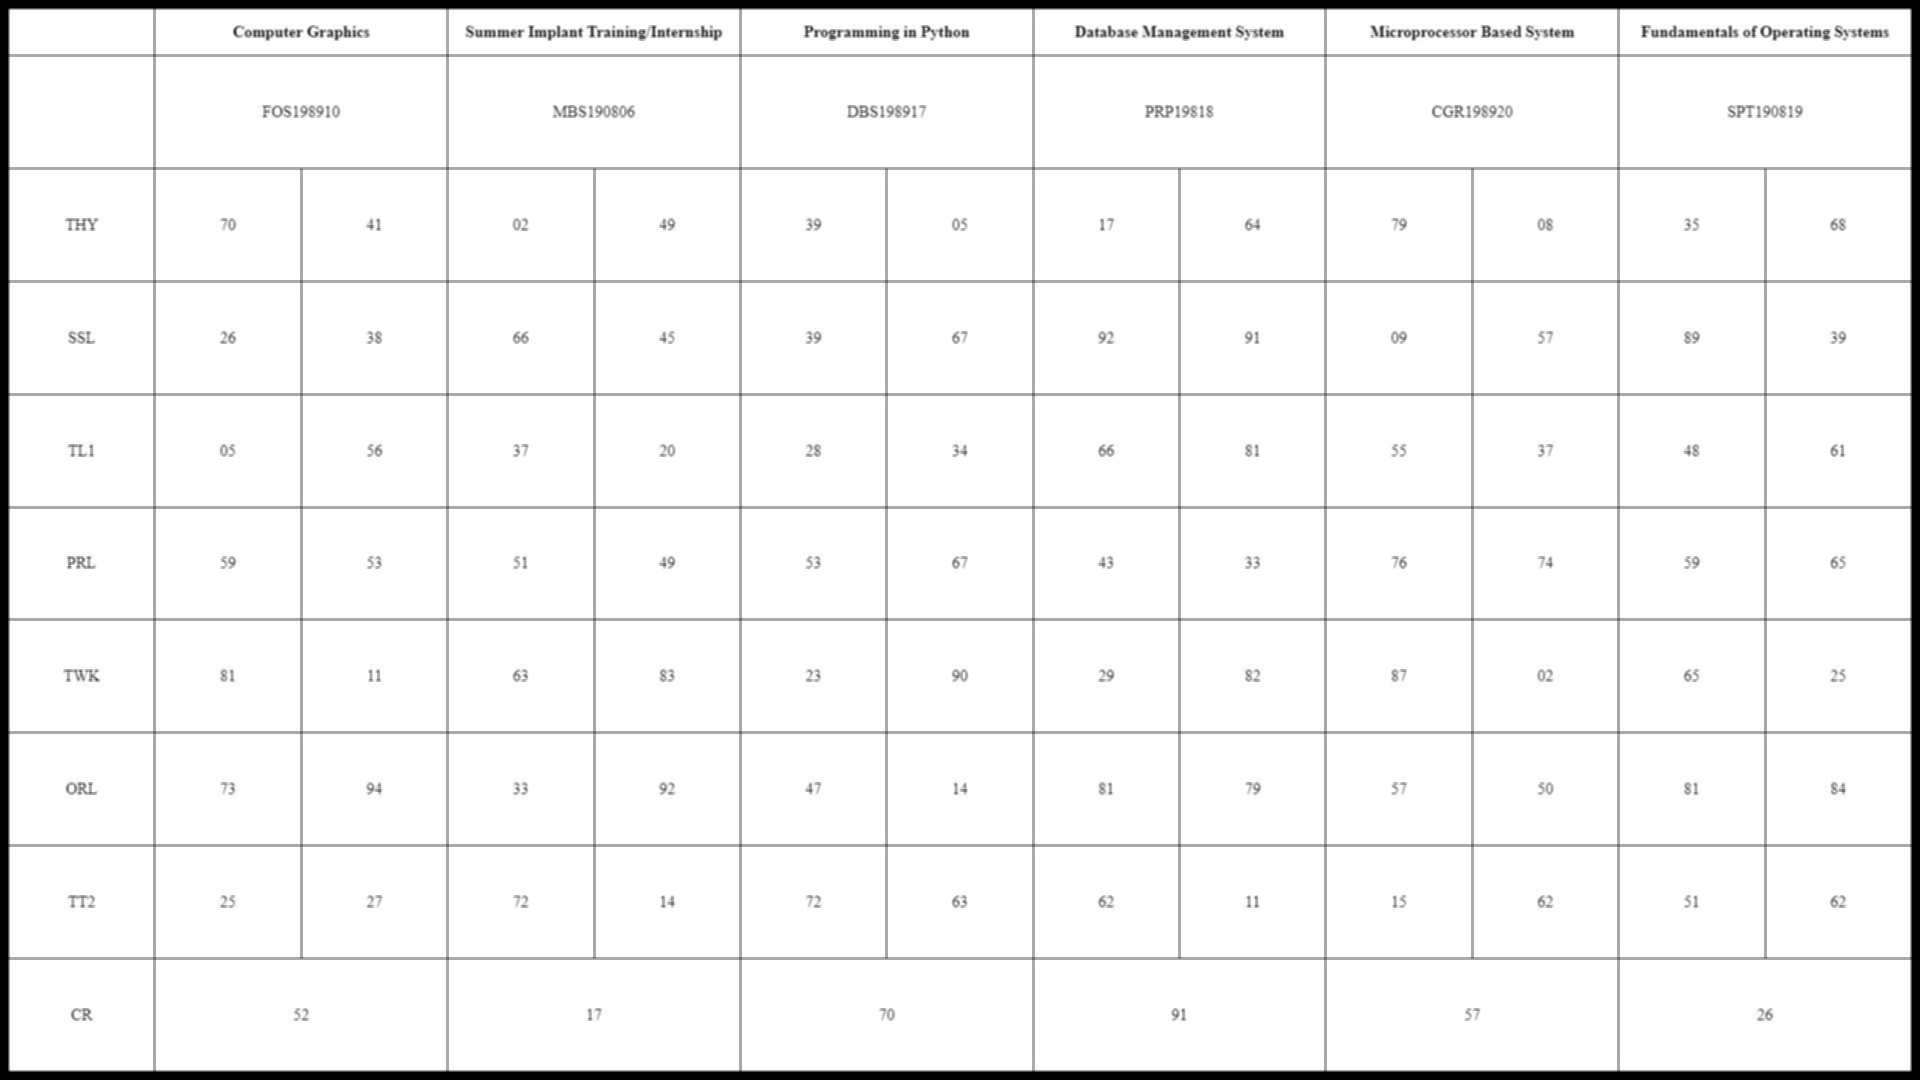 Computer Graphics Summer Implant Training/Internship Programming in Python Database Management System Microprocessor Based System Fundamentals of Operating Systems
FOS198910 MBS190806 DBS198917 PRP19818 CGR198920 SPT190819
THY 70 41 02 49 39 05 17 64 79 08 35 68
SSL 26 38 66 45 39 67 92 91 09 57 89 39
TL1 05 56 37 20 28 34 66 81 55 37 48 61
PRL 59 53 51 49 53 67 43 33 76 74 59 65
TWK 81 11 63 83 23 90 29 82 87 02 65 25
ORL 73 94 33 92 47 14 81 79 57 50 81 84
TT2 25 27 72 14 72 63 62 11 15 62 51 62
CR 52 17 70 91 57 26